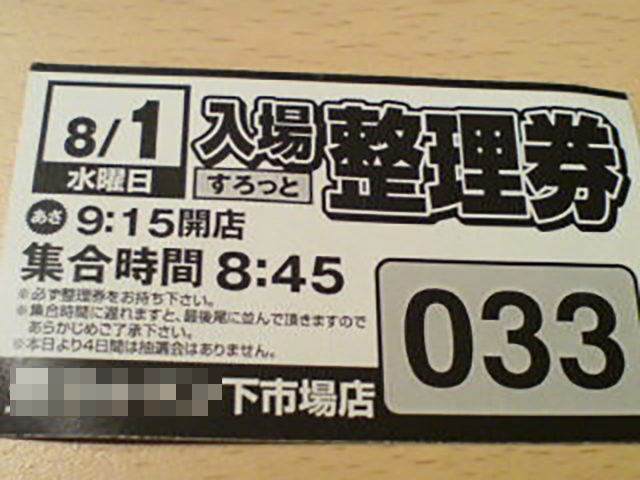 8/1
水曜日
入場
すろっと
整理券
あさ 9:15開店
集合時間 8:45
※必ず整理券をお持ち下さい。
※集合時間に遅れますと、最後尾に並んで頂きますので
あらかじめご了承下さい。
※本日より4日間は抽選会はありません。
033
下市場店